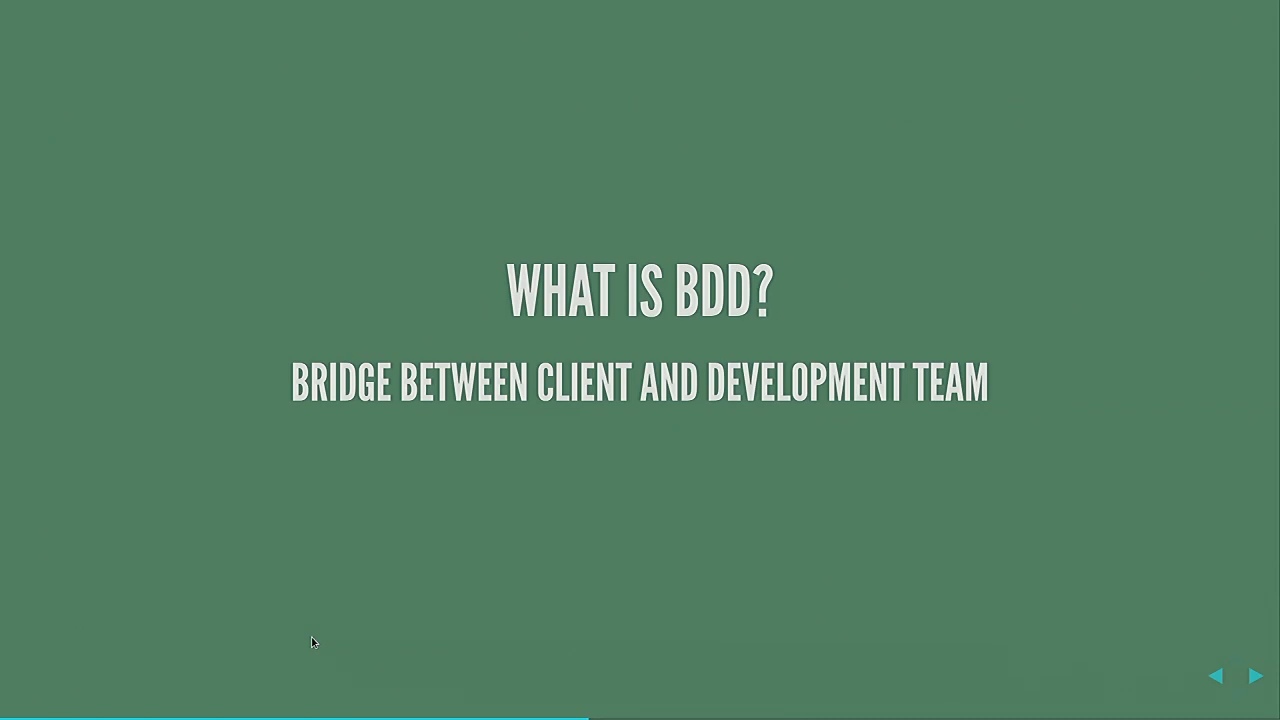 WHAT IS BDD?
BRIDGE BETWEEN CLIENT AND DEVELOPMENT TEAM